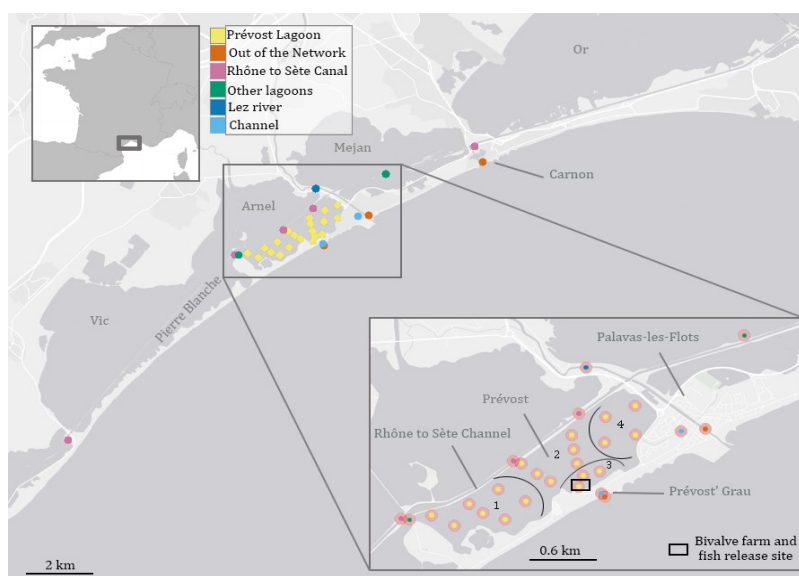 Prévost Lagoon
Out of the Network
Rhône to Sète Canal
Other lagoons
Lez river
Channel
Or
Mejan
Carnon
Arnel
Vic
Pierre Blanche
Palavas-les-Flots
Prévost
4
Rhône to Sète Channel
2
3
1
Prévost' Grau
2 km
0.6 km
Bivalve farm and
fish release site